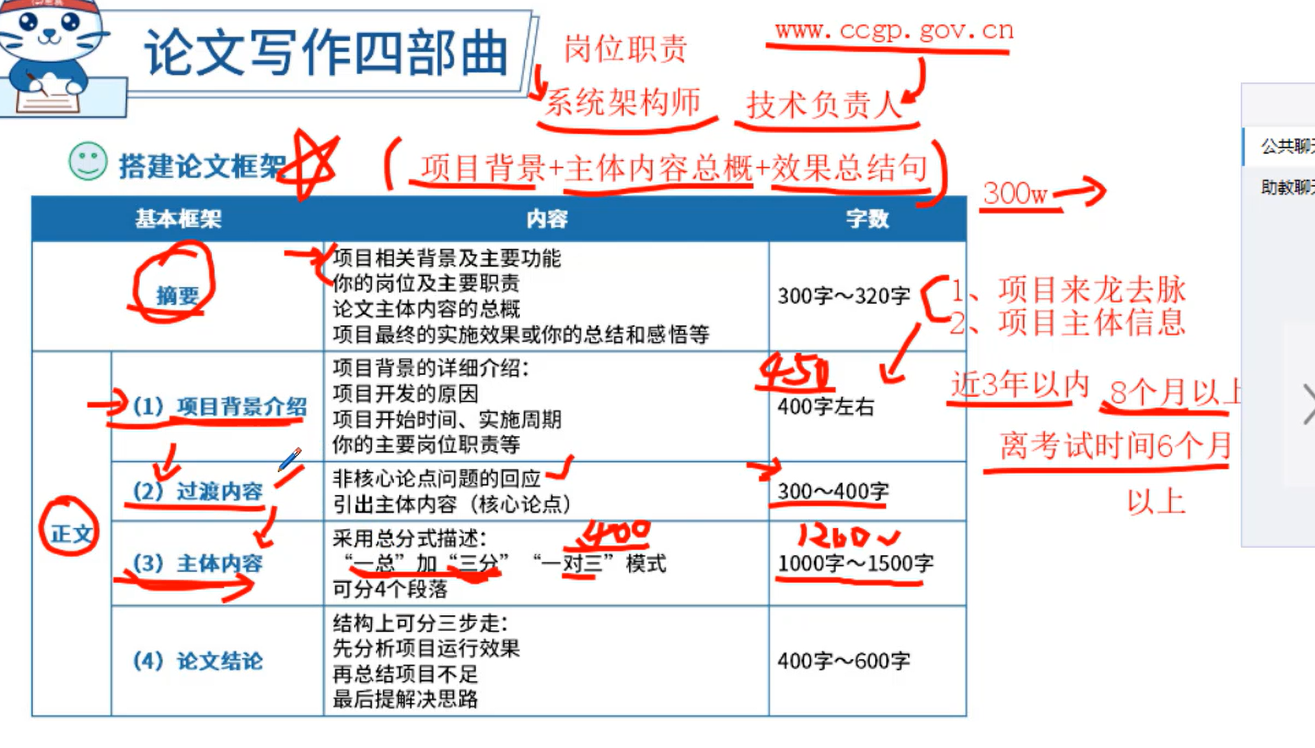 论文写作四部曲
岗位职责
www.ccgp.gov.cn
系统架构师 技术负责人
搭建论文框架
(项目背景+主体内容总概+效果总结句)
300w
公共聊
助教聊
基本框架 内容 字数
摘要
项目相关背景及主要功能
你的岗位及主要职责
论文主体内容的总概
项目最终的实施效果或你的总结和感悟等
300字～320字
1、项目来龙去脉
2、项目主体信息
正文
（1）项目背景介绍
项目背景的详细介绍：
项目开发的原因
项目开始时间、实施周期
你的主要岗位职责等
450
400字左右
近3年以内 8个月以上
离考试时间6个月
以上
（2）过渡内容
非核心论点问题的回应
引出主体内容（核心论点）
300～400字
（3）主体内容
采用总分式描述：
400
“一总”加“三分” “一对三”模式
可分4个段落
1260
1000字～1500字
（4）论文结论
结构上可分三步走：
先分析项目运行效果
再总结项目不足
最后提解决思路
400字～600字